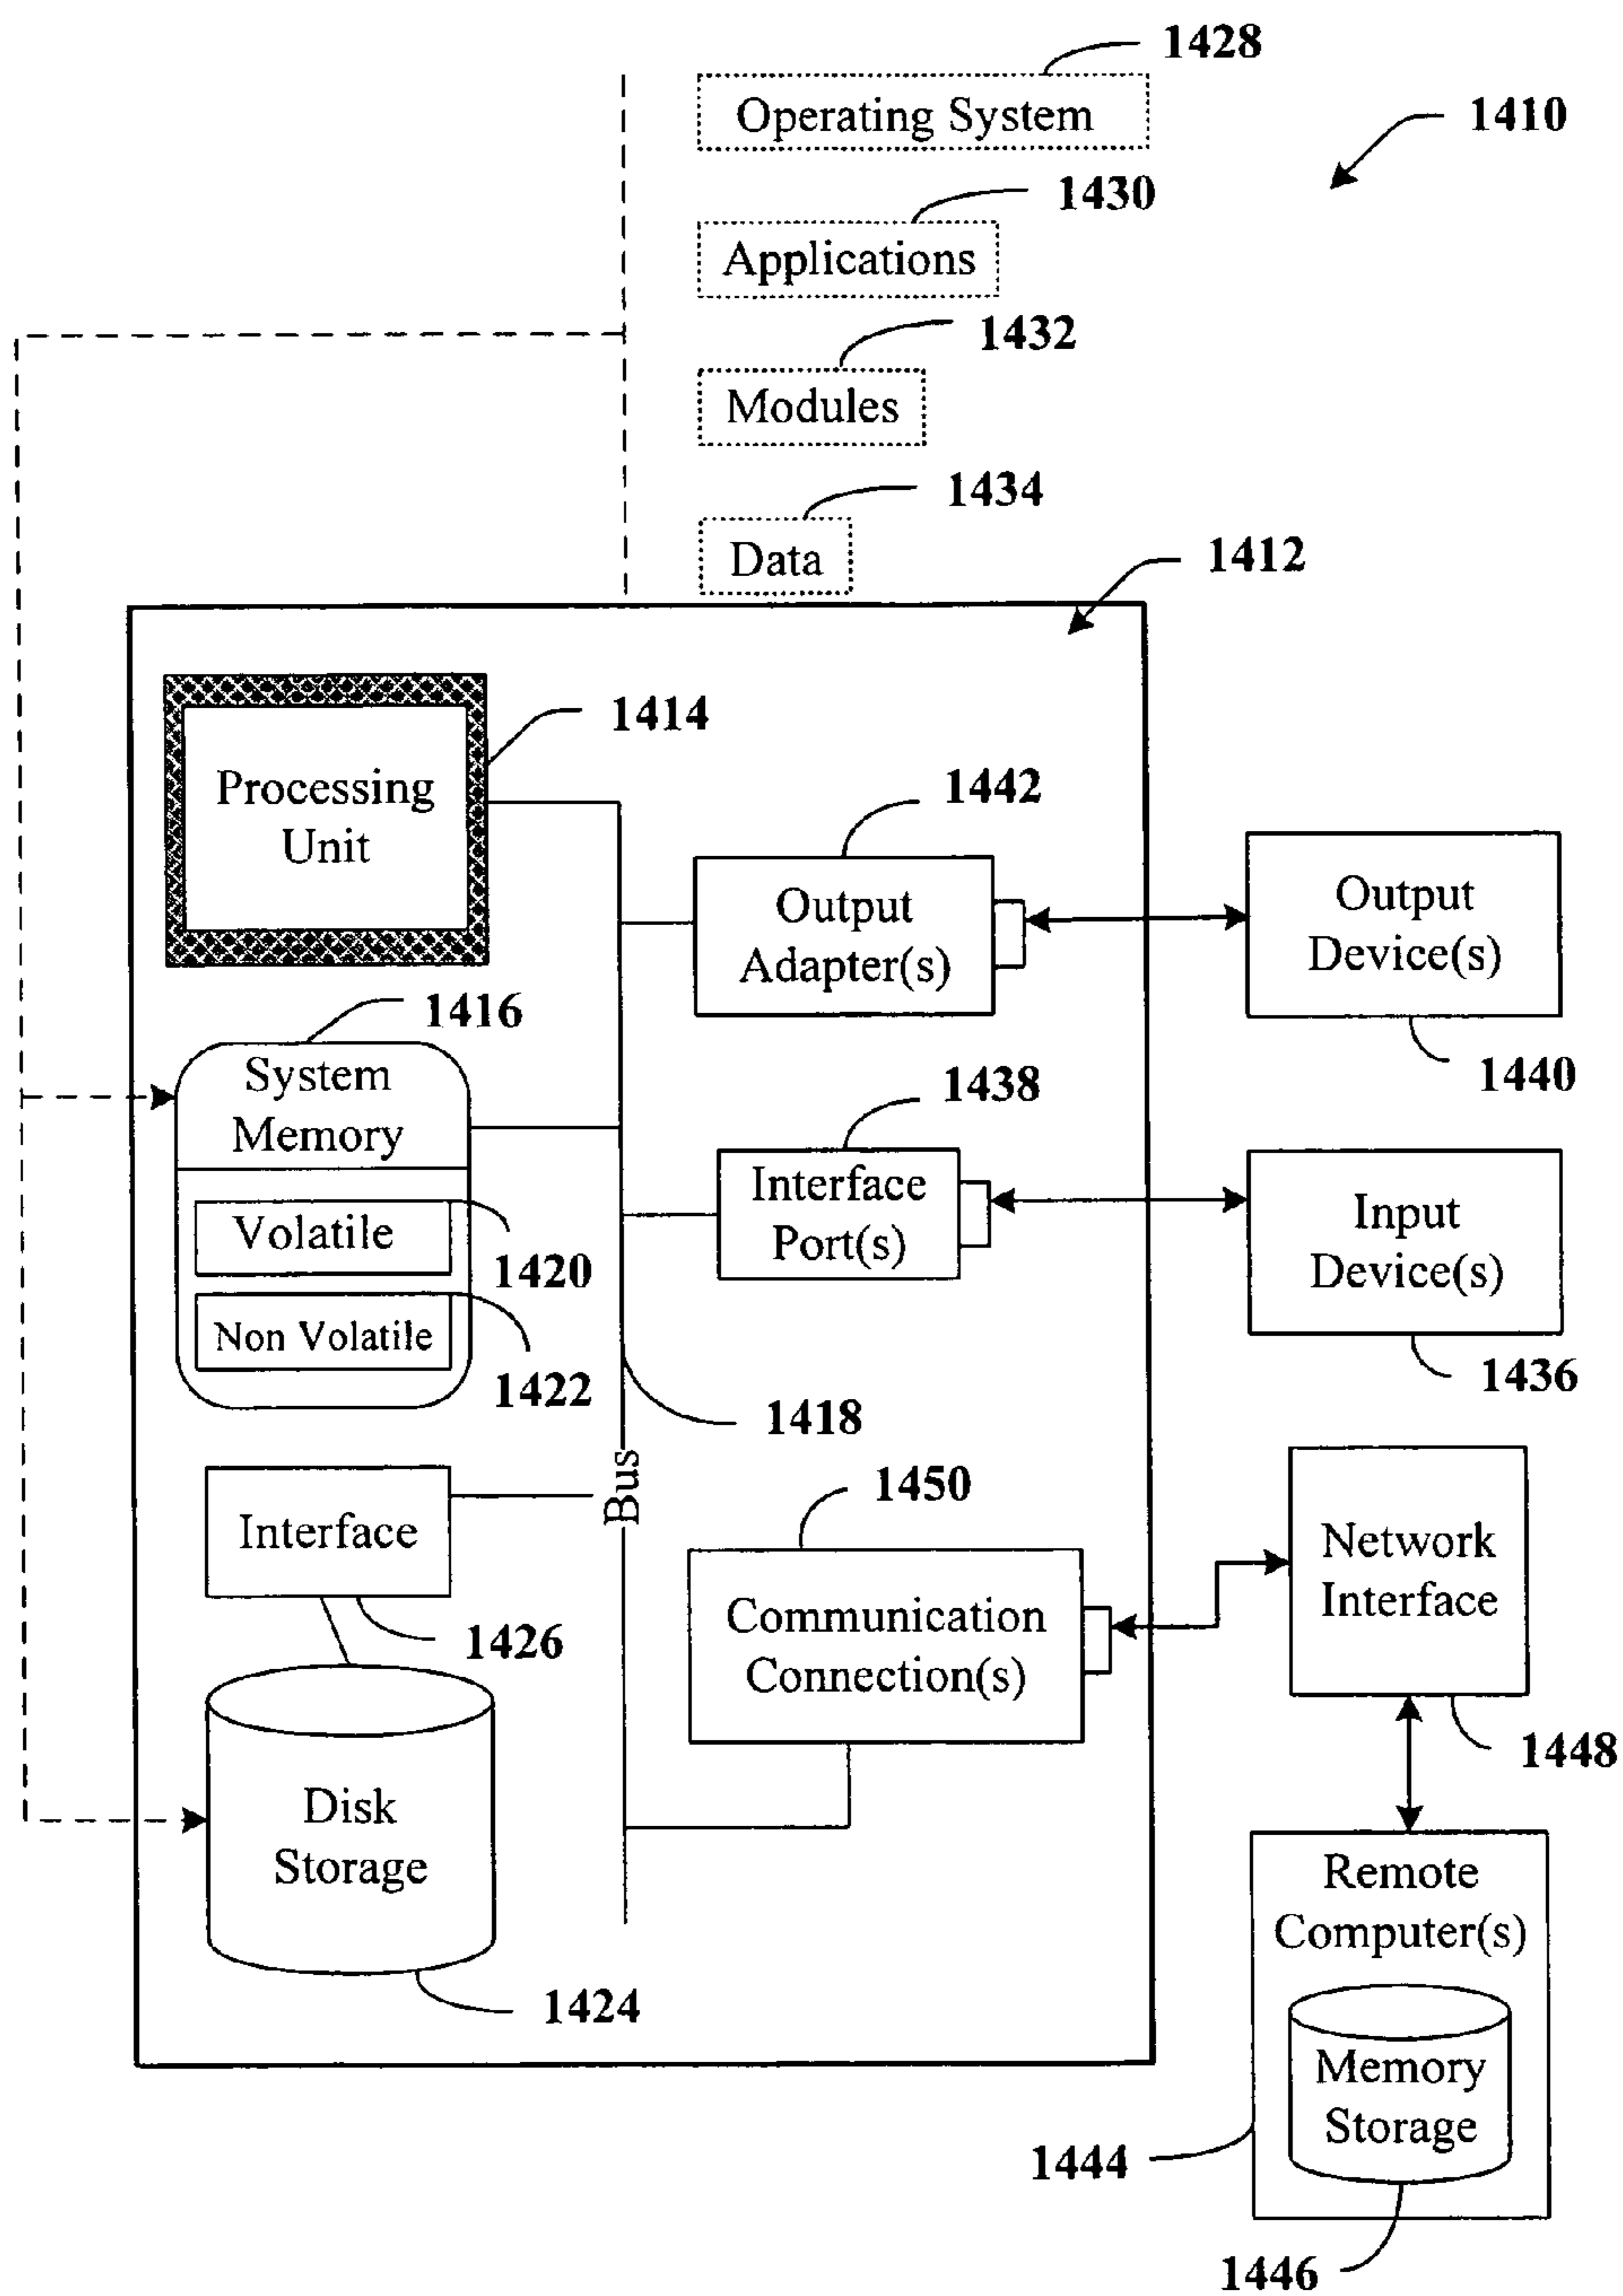 1428
Operating System
1410
1430
Applications
1432
Modules
1434
Data
1412
1414
Processing
Unit
1442
Output
Adapter(s)
Output
Device(s)
1440
1416
System
Memory
Volatile
1420
Non Volatile
1422
1438
Interface
Port(s)
Input
Device(s)
1436
1418
Bus
Interface
1426
1450
Communication
Connection(s)
Network
Interface
1448
Disk
Storage
1424
Remote
Computer(s)
Memory
Storage
1444
1446